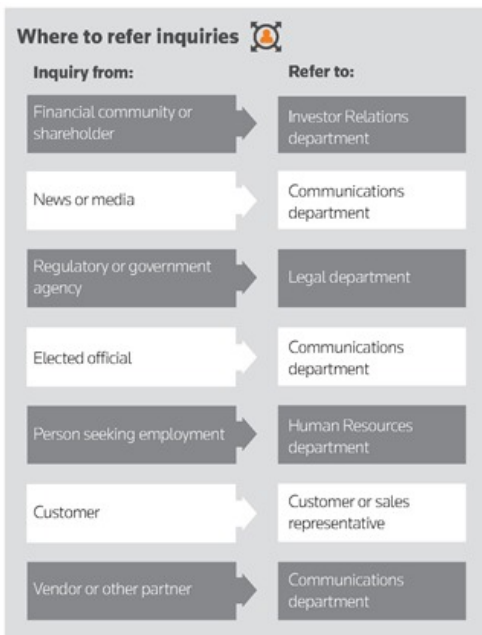 Where to refer inquiries
Inquiry from:
Refer to:
Financial community or
shareholder
Investor Relations
department
News or media
Communications
department
Regulatory or government
agency
Legal department
Elected official
Communications
department
Person seeking employment
Human Resources
department
Customer
Customer or sales
representative
Vendor or other partner
Communications
department